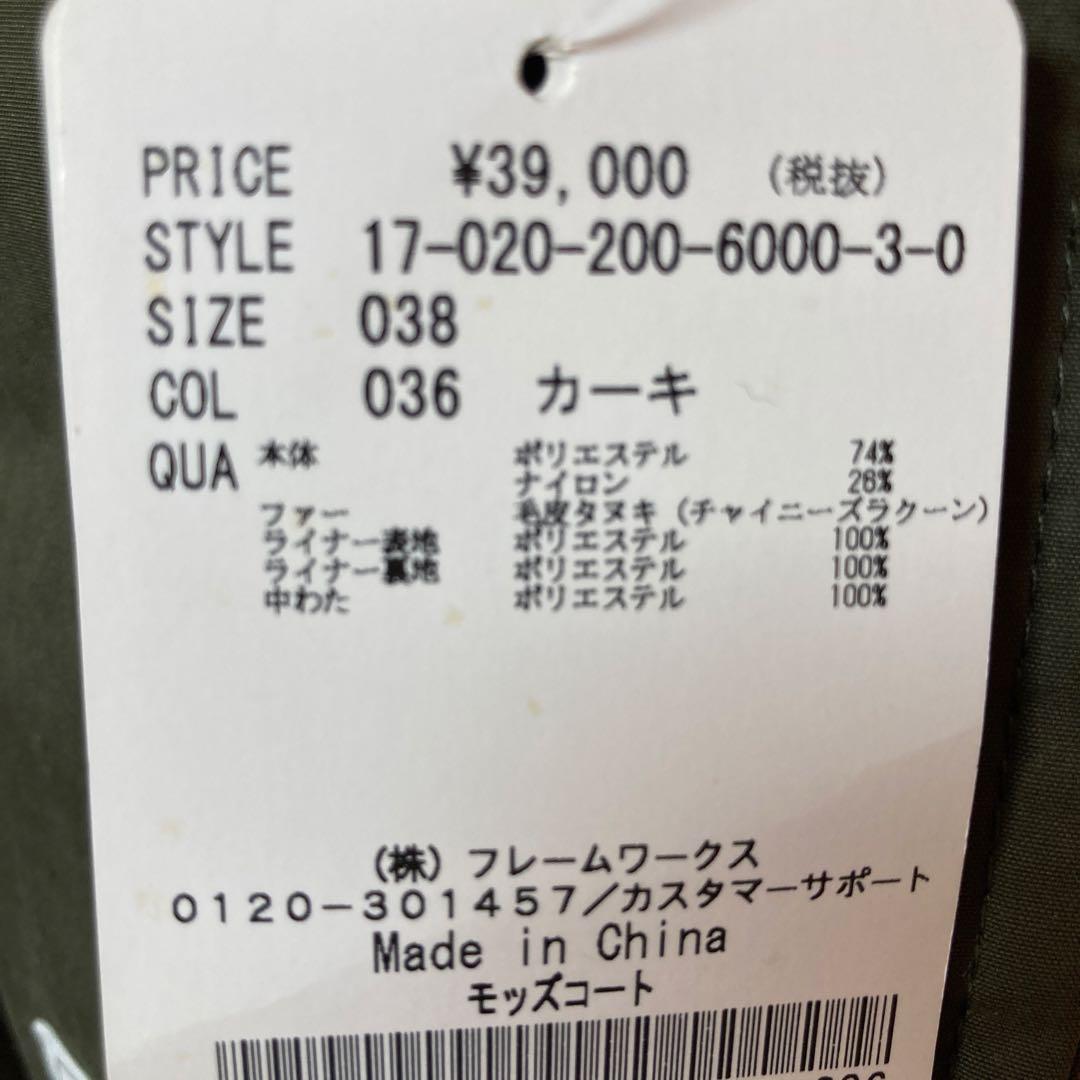 PRICE ¥39,000 (税抜)
STYLE 17-020-200-6000-3-0
SIZE 038
COL 036 カーキ
QUA 本体 ポリエステル 74%
ナイロン 26%
ファー 毛皮タヌキ (チャイニーズラクーン)
ライナー表地 ポリエステル 100%
ライナー裏地 ポリエステル 100%
中わた ポリエステル 100%
(株) フレームワークス
0120-301457/カスタマーサポート
Made in China
モッズコート